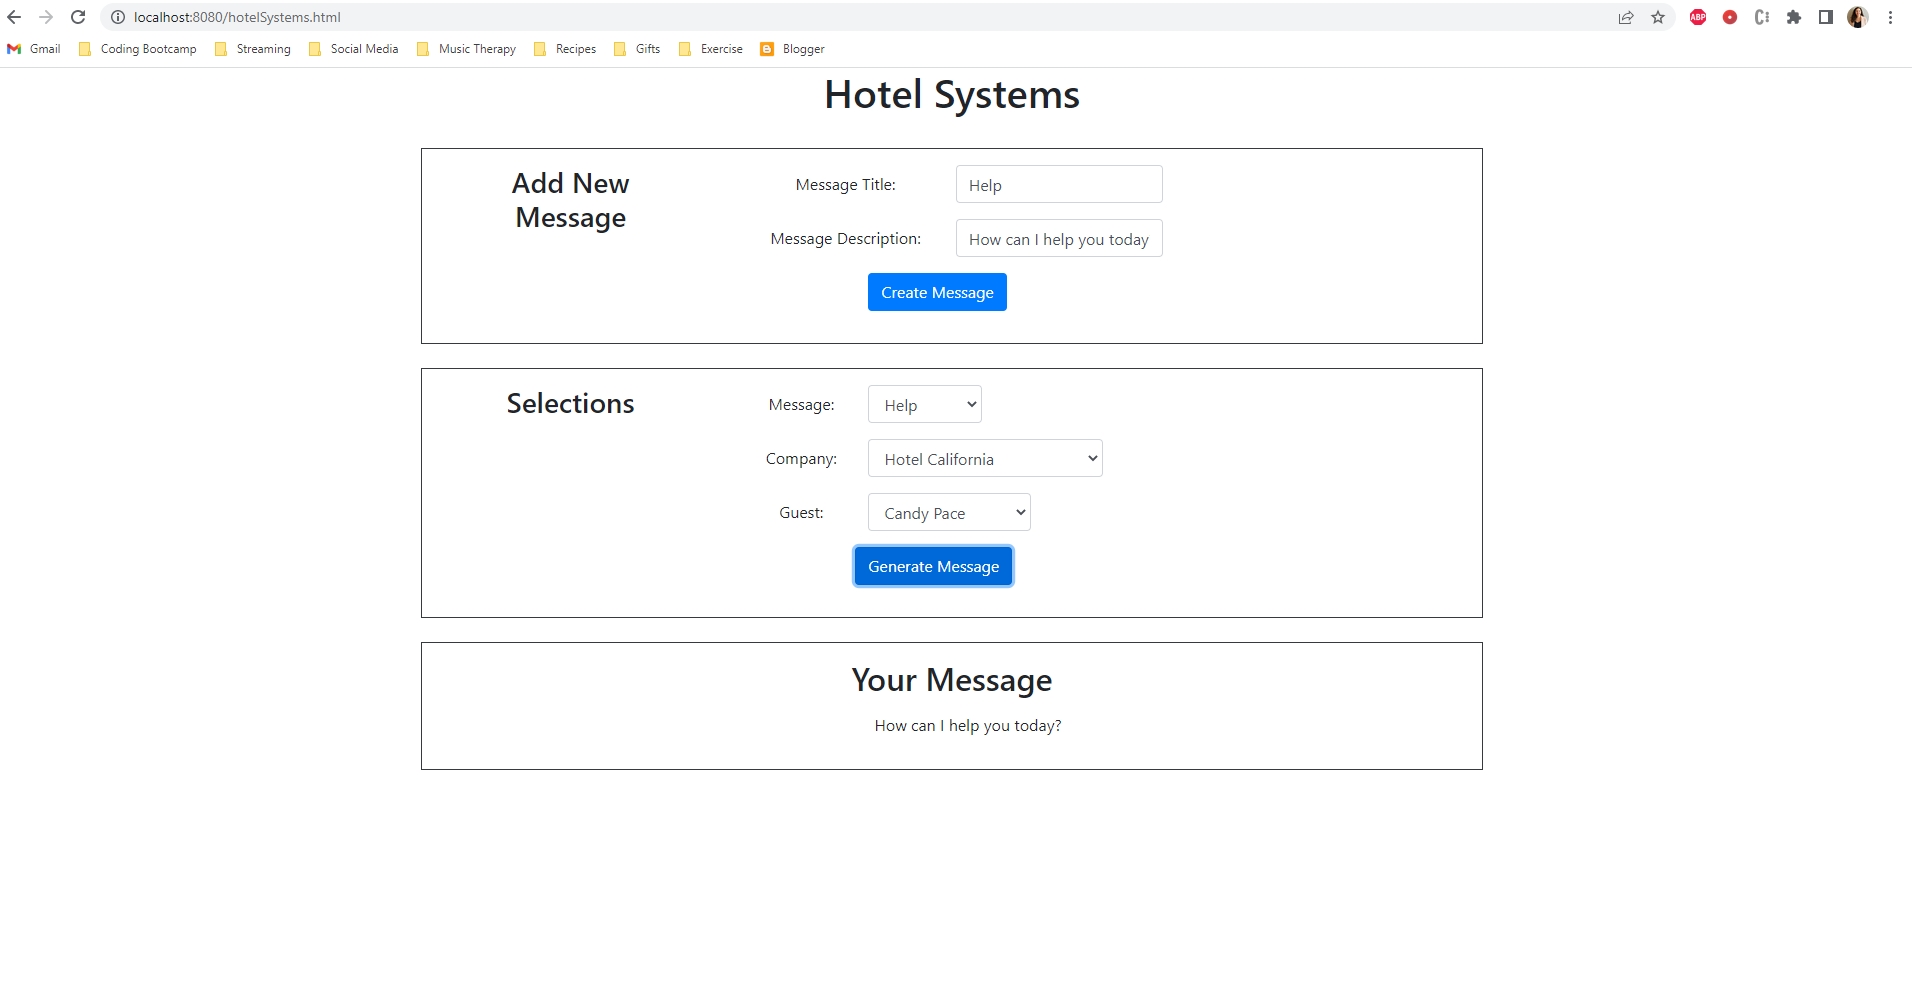 localhost:8080/hotelSystems.html
ABP
Gmail Coding Bootcamp Streaming Social Media Music Therapy Recipes Gifts Exercise Blogger
Hotel Systems
Add New
Message
Message Title: Help
Message Description: How can I help you today
Create Message
Selections
Message: Help
Company: Hotel California
Guest: Candy Pace
Generate Message
Your Message
How can I help you today?